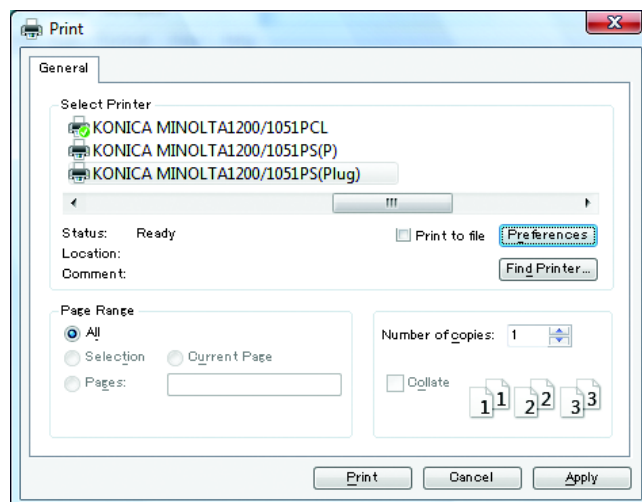 Print
General
Select Printer
KONICA MINOLTA1200/1051PCL
KONICA MINOLTA1200/1051PS(P)
KONICA MINOLTA1200/1051PS(Plug)
Status: Ready
Print to file
Preferences
Location:
Comment:
Find Printer...
Page Range
All
Selection
Current Page
Pages:
Number of copies: 1
Collate
1 1 2 2 3 3
Print Cancel Apply